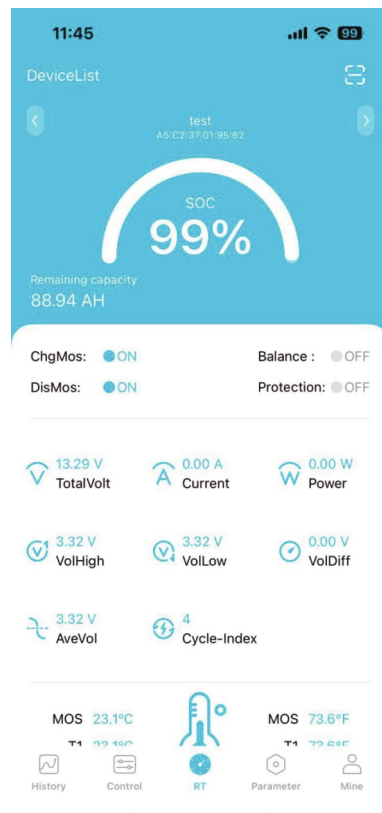 11:45
99
DeviceList
test
A5:C2:37:01:95:62
SOC
99%
Remaining capacity
88.94 AH
ChgMos: ON
Balance : OFF
DisMos: ON
Protection: OFF
13.29 V
TotalVolt
0.00 A
Current
0.00 W
Power
3.32 V
VolHigh
3.32 V
VolLow
0.00 V
VolDiff
3.32 V
AveVol
4
Cycle-Index
MOS 23.1°C
MOS 73.6°F
T1
T1
History
Control
RT
Parameter
Mine